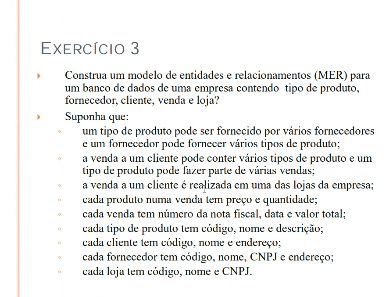 EXERCÍCIO 3
Construa um modelo de entidades e relacionamentos (MER) para
um banco de dados de uma empresa contendo tipo de produto,
fornecedor, cliente, venda e loja?
Suponha que:
um tipo de produto pode ser fornecido por vários fornecedores
e um fornecedor pode fornecer vários tipos de produto;
a venda a um cliente pode conter vários tipos de produto e um
tipo de produto pode fazer parte de várias vendas;
a venda a um cliente é realizada em uma das lojas da empresa;
cada produto numa venda tem preço e quantidade;
cada venda tem número da nota fiscal, data e valor total;
cada tipo de produto tem código, nome e descrição;
cada cliente tem código, nome e endereço;
cada fornecedor tem código, nome, CNPJ e endereço;
cada loja tem código, nome e CNPJ.